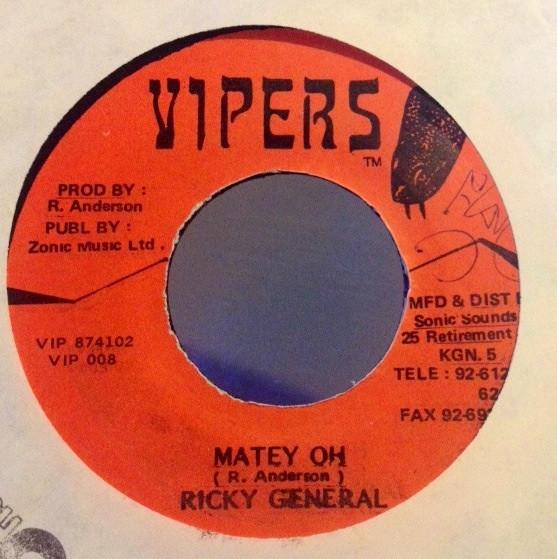 VIPERS
TM
PROD BY :
R. Anderson
PUBL BY :
Zonic Music Ltd .
VIP 874102
VIP 008
MFD & DIST
Sonic Sounds
25 Retirement
KGN. 5
TELE : 92-612
62
FAX 92-69
MATEY OH
( R. Anderson )
RICKY GENERAL